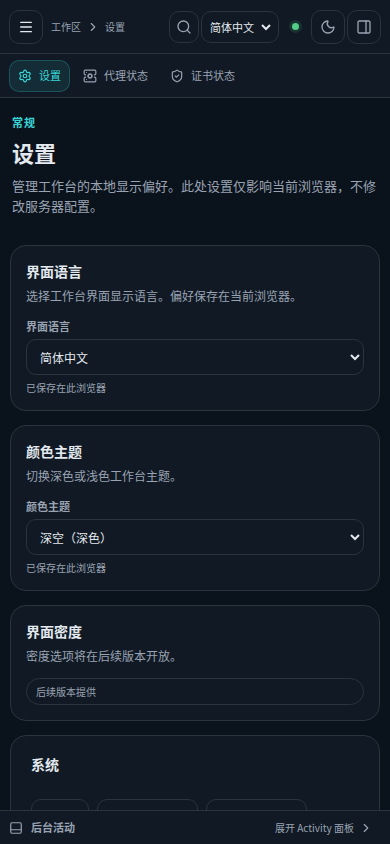 工作区 设置 简体中文
设置 代理状态 证书状态
常规
设置
管理工作台的本地显示偏好。此处设置仅影响当前浏览器，不修
改服务器配置。
界面语言
选择工作台界面显示语言。偏好保存在当前浏览器。
界面语言
简体中文
已保存在此浏览器
颜色主题
切换深色或浅色工作台主题。
颜色主题
深空（深色）
已保存在此浏览器
界面密度
密度选项将在后续版本开放。
后续版本提供
系统
后台活动 展开 Activity 面板